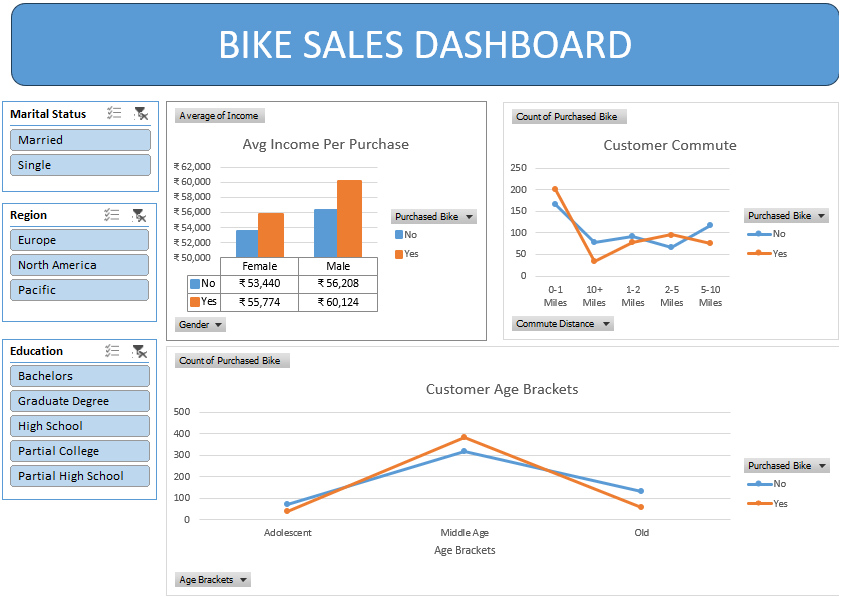 BIKE SALES DASHBOARD
Marital Status
Married
Single
Region
Europe
North America
Pacific
Education
Bachelors
Graduate Degree
High School
Partial College
Partial High School
Average of Income
Avg Income Per Purchase
₹ 62,000
₹ 60,000
₹ 58,000
₹ 56,000
₹ 54,000
₹ 52,000
₹ 50,000
Female Male
No ₹ 53,440 ₹ 56,208
Yes ₹ 55,774 ₹ 60,124
Purchased Bike
No
Yes
Gender
Count of Purchased Bike
Customer Commute
250
200
150
100
50
0
0-1 10+ 1-2 2-5 5-10
Miles Miles Miles Miles Miles
Purchased Bike
No
Yes
Commute Distance
Count of Purchased Bike
Customer Age Brackets
500
400
300
200
100
0
Adolescent Middle Age Old
Age Brackets
Purchased Bike
No
Yes
Age Brackets